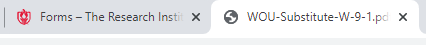 Forms – The Research Instit
WOU-Substitute-W-9-1.pd